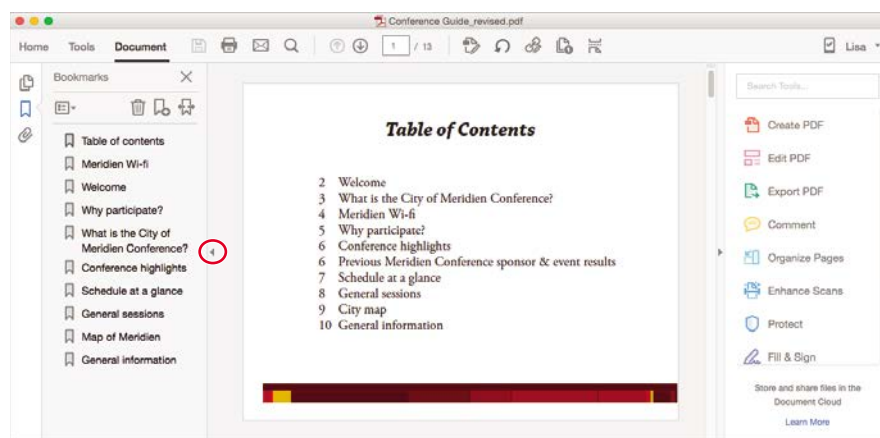 Conference Guide_revised.pdf
Home Tools Document 1 / 13 Lisa
Bookmarks
Table of contents
Meridien Wi-fi
Welcome
Why participate?
What is the City of
Meridien Conference?
Conference highlights
Schedule at a glance
General sessions
Map of Meridien
General information
Table of Contents
2 Welcome
3 What is the City of Meridien Conference?
4 Meridien Wi-fi
5 Why participate?
6 Conference highlights
6 Previous Meridien Conference sponsor & event results
7 Schedule at a glance
8 General sessions
9 City map
10 General information
Search Tools...
Create PDF
Edit PDF
Export PDF
Comment
Organize Pages
Enhance Scans
Protect
Fill & Sign
Store and share files in the
Document Cloud
Learn More